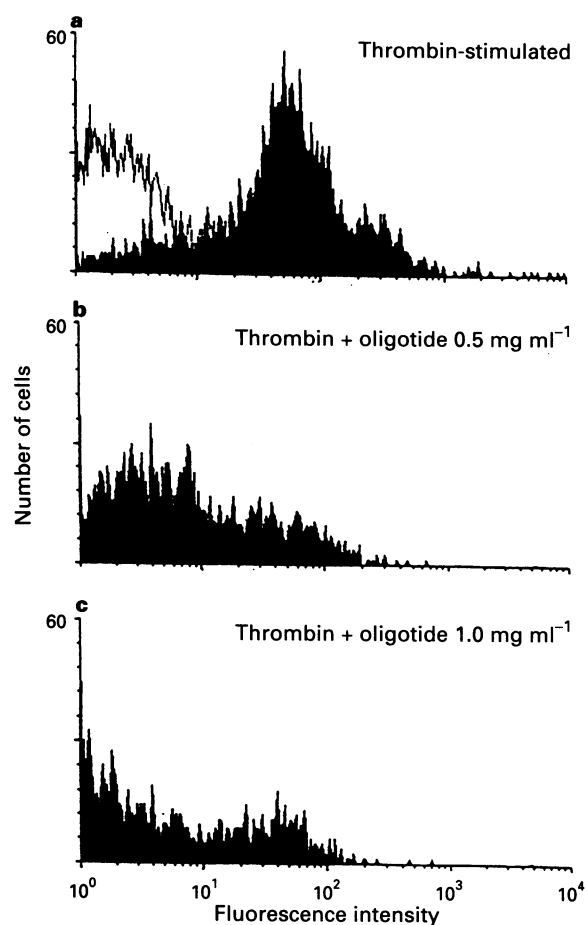 a
60
Thrombin-stimulated
b
60
Thrombin + oligotide 0.5 mg ml⁻¹
Number of cells
c
60
Thrombin + oligotide 1.0 mg ml⁻¹
10⁰ 10¹ 10² 10³ 10⁴
Fluorescence intensity